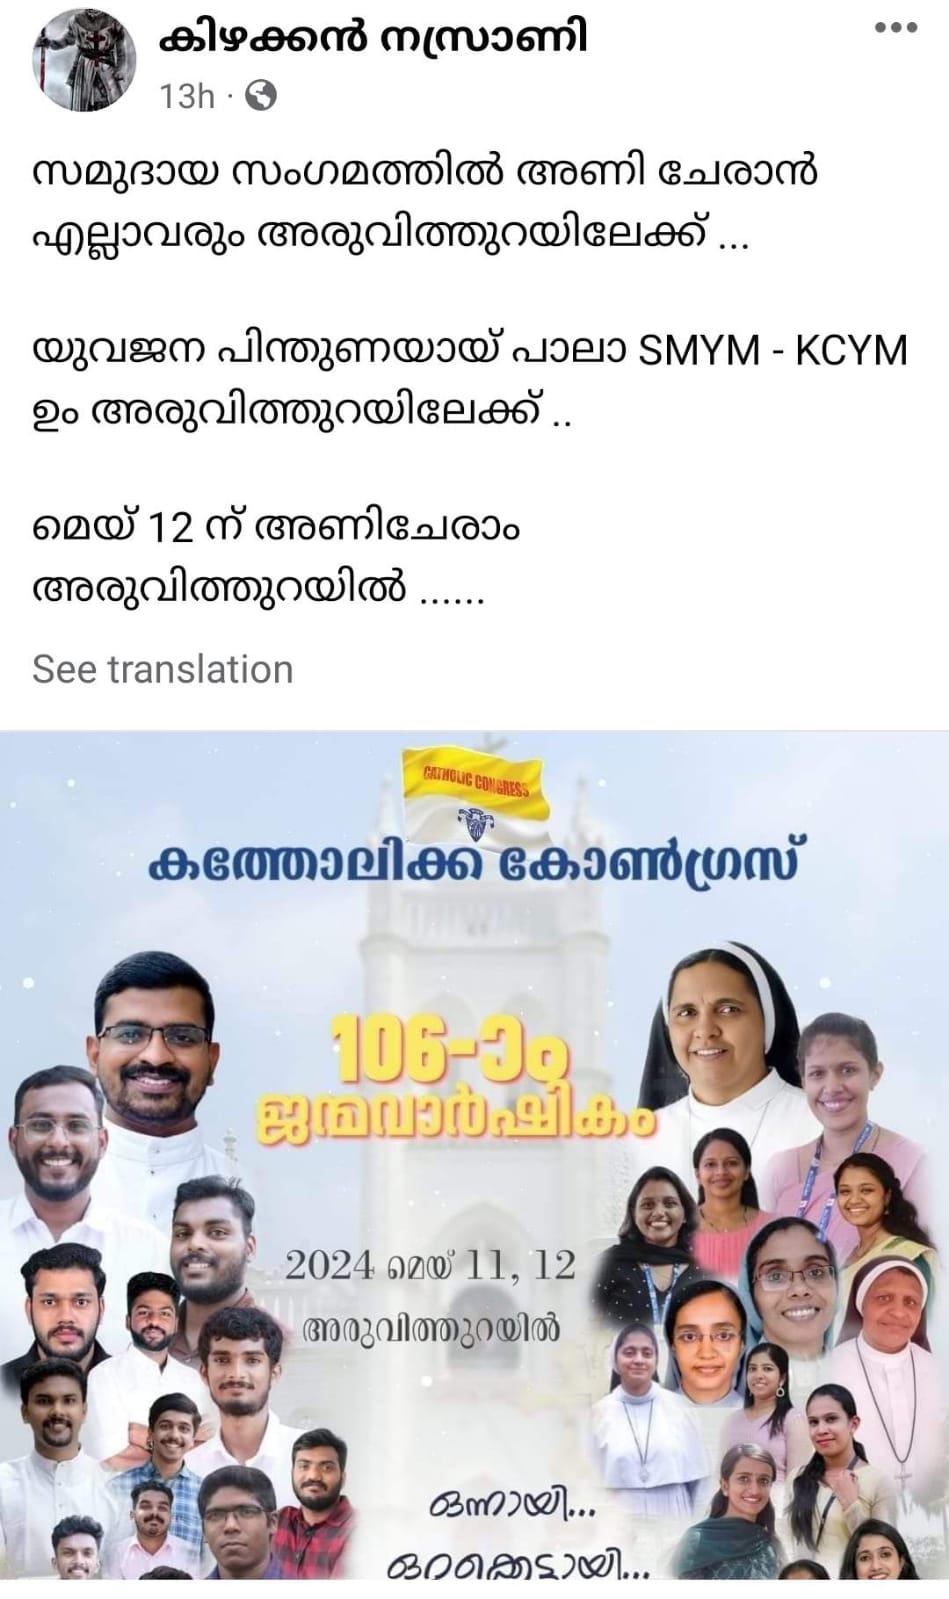 കിഴക്കൻ നസ്രാണി
13h ·
സമുദായ സംഗമത്തിൽ അണി ചേരാൻ
എല്ലാവരും അരുവിത്തുറയിലേക്ക് ...
യുവജന പിന്തുണയായ് പാലാ SMYM - KCYM
ഉം അരുവിത്തുറയിലേക്ക് ..
മെയ് 12 ന് അണിചേരാം
അരുവിത്തുറയിൽ ......
See translation
CATHOLIC CONGRESS
കത്തോലിക്ക കോൺഗ്രസ്
106-ാം
ജന്മവാർഷികം
2024 മെയ് 11, 12
അരുവിത്തുറയിൽ
ഒന്നായി...
ഒറ്റക്കെട്ടായി...